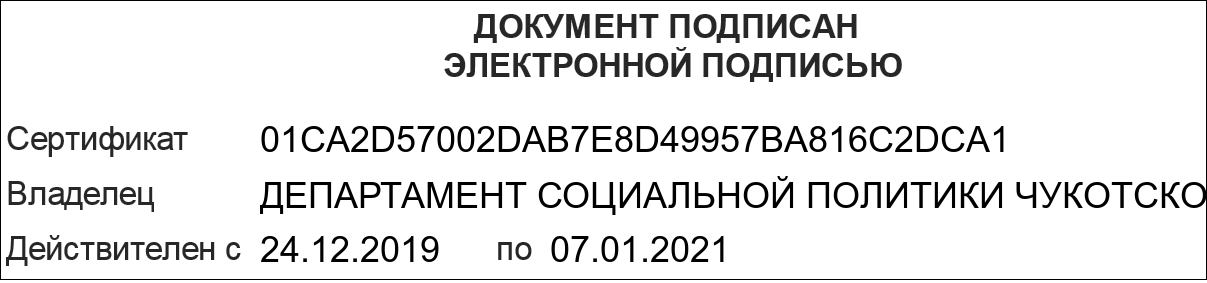 ДОКУМЕНТ ПОДПИСАН
ЭЛЕКТРОННОЙ ПОДПИСЬЮ
Сертификат 01CA2D57002DAB7E8D49957BA816C2DCA1
Владелец ДЕПАРТАМЕНТ СОЦИАЛЬНОЙ ПОЛИТИКИ ЧУКОТСКО
Действителен с 24.12.2019 по 07.01.2021